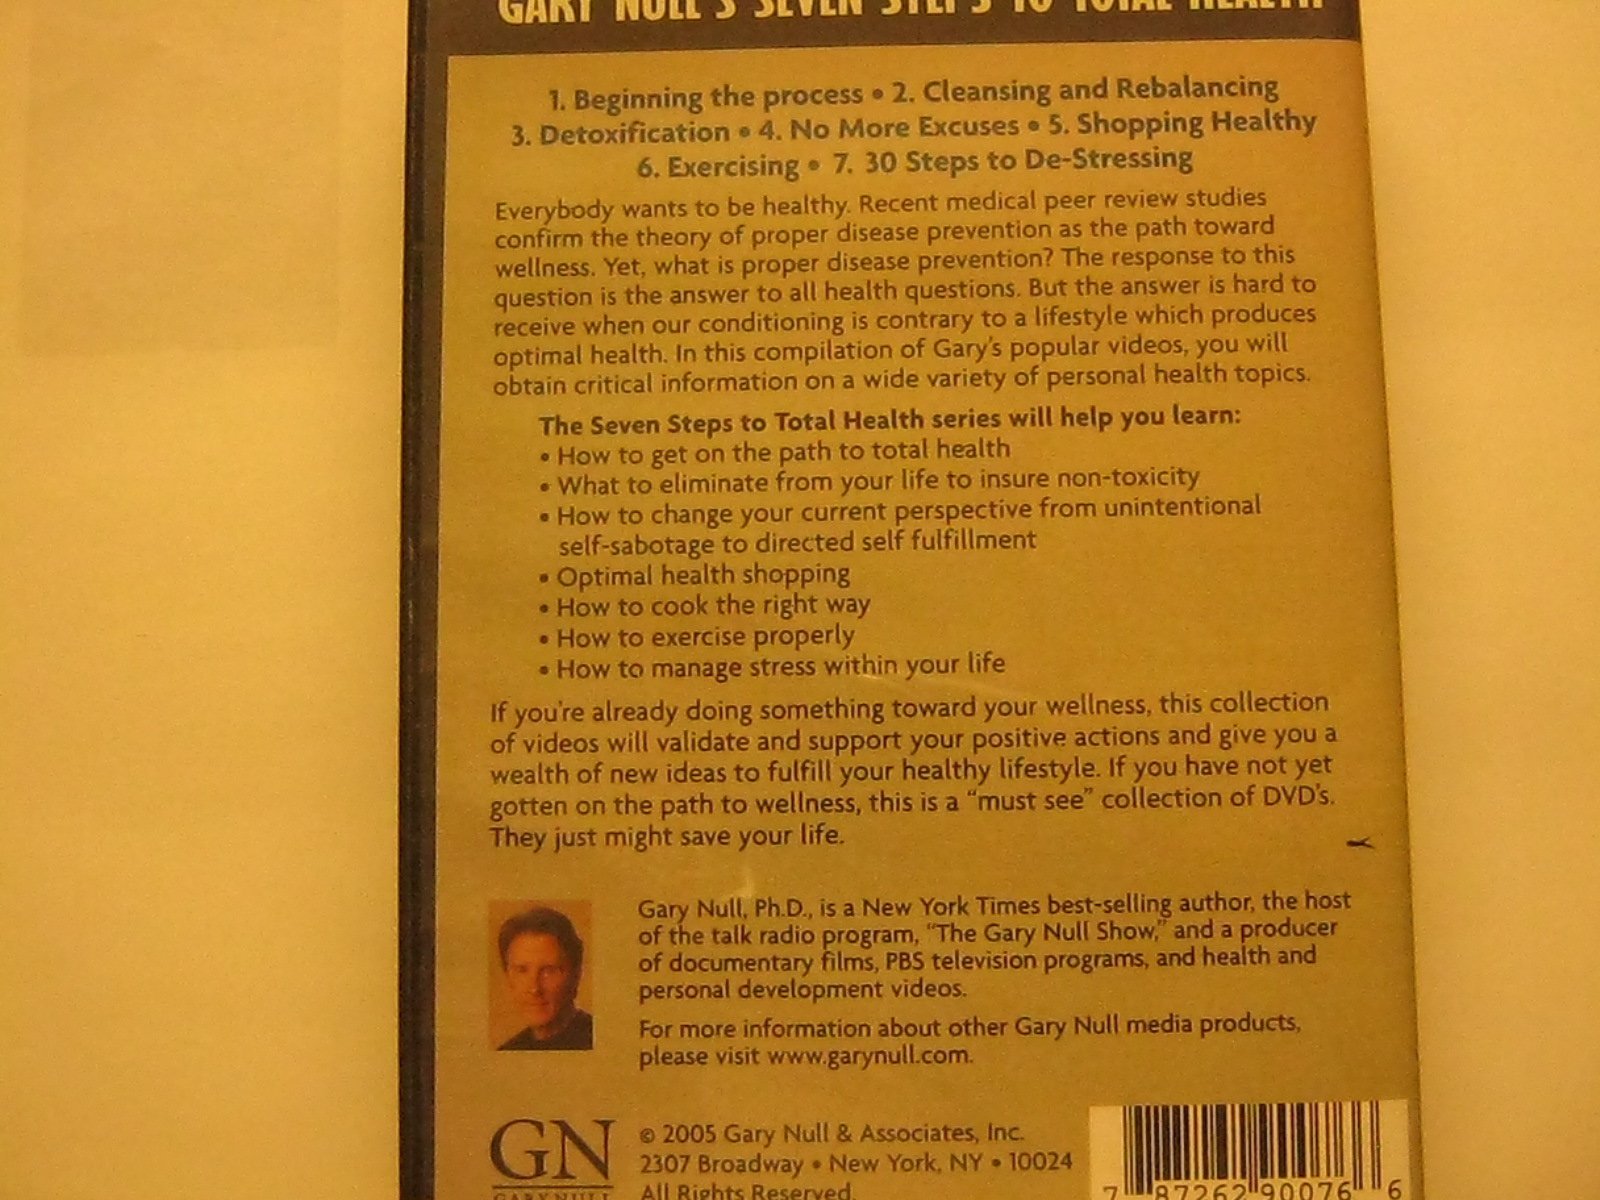 GARY NULL'S SEVEN STEPS TO TOTAL HEALTH
1. Beginning the process • 2. Cleansing and Rebalancing
3. Detoxification • 4. No More Excuses • 5. Shopping Healthy
6. Exercising • 7. 30 Steps to De-Stressing
Everybody wants to be healthy. Recent medical peer review studies
confirm the theory of proper disease prevention as the path toward
wellness. Yet, what is proper disease prevention? The response to this
question is the answer to all health questions. But the answer is hard to
receive when our conditioning is contrary to a lifestyle which produces
optimal health. In this compilation of Gary's popular videos, you will
obtain critical information on a wide variety of personal health topics.
The Seven Steps to Total Health series will help you learn:
• How to get on the path to total health
• What to eliminate from your life to insure non-toxicity
• How to change your current perspective from unintentional
self-sabotage to directed self fulfillment
• Optimal health shopping
• How to cook the right way
• How to exercise properly
• How to manage stress within your life
If you're already doing something toward your wellness, this collection
of videos will validate and support your positive actions and give you a
wealth of new ideas to fulfill your healthy lifestyle. If you have not yet
gotten on the path to wellness, this is a "must see" collection of DVD's.
They just might save your life.
Gary Null, Ph.D., is a New York Times best-selling author, the host
of the talk radio program, "The Gary Null Show," and a producer
of documentary films, PBS television programs, and health and
personal development videos.
For more information about other Gary Null media products,
please visit www.garynull.com.
GN
GARY NULL
© 2005 Gary Null & Associates, Inc.
2307 Broadway • New York, NY • 10024
All Rights Reserved.
7 87262 90076 6